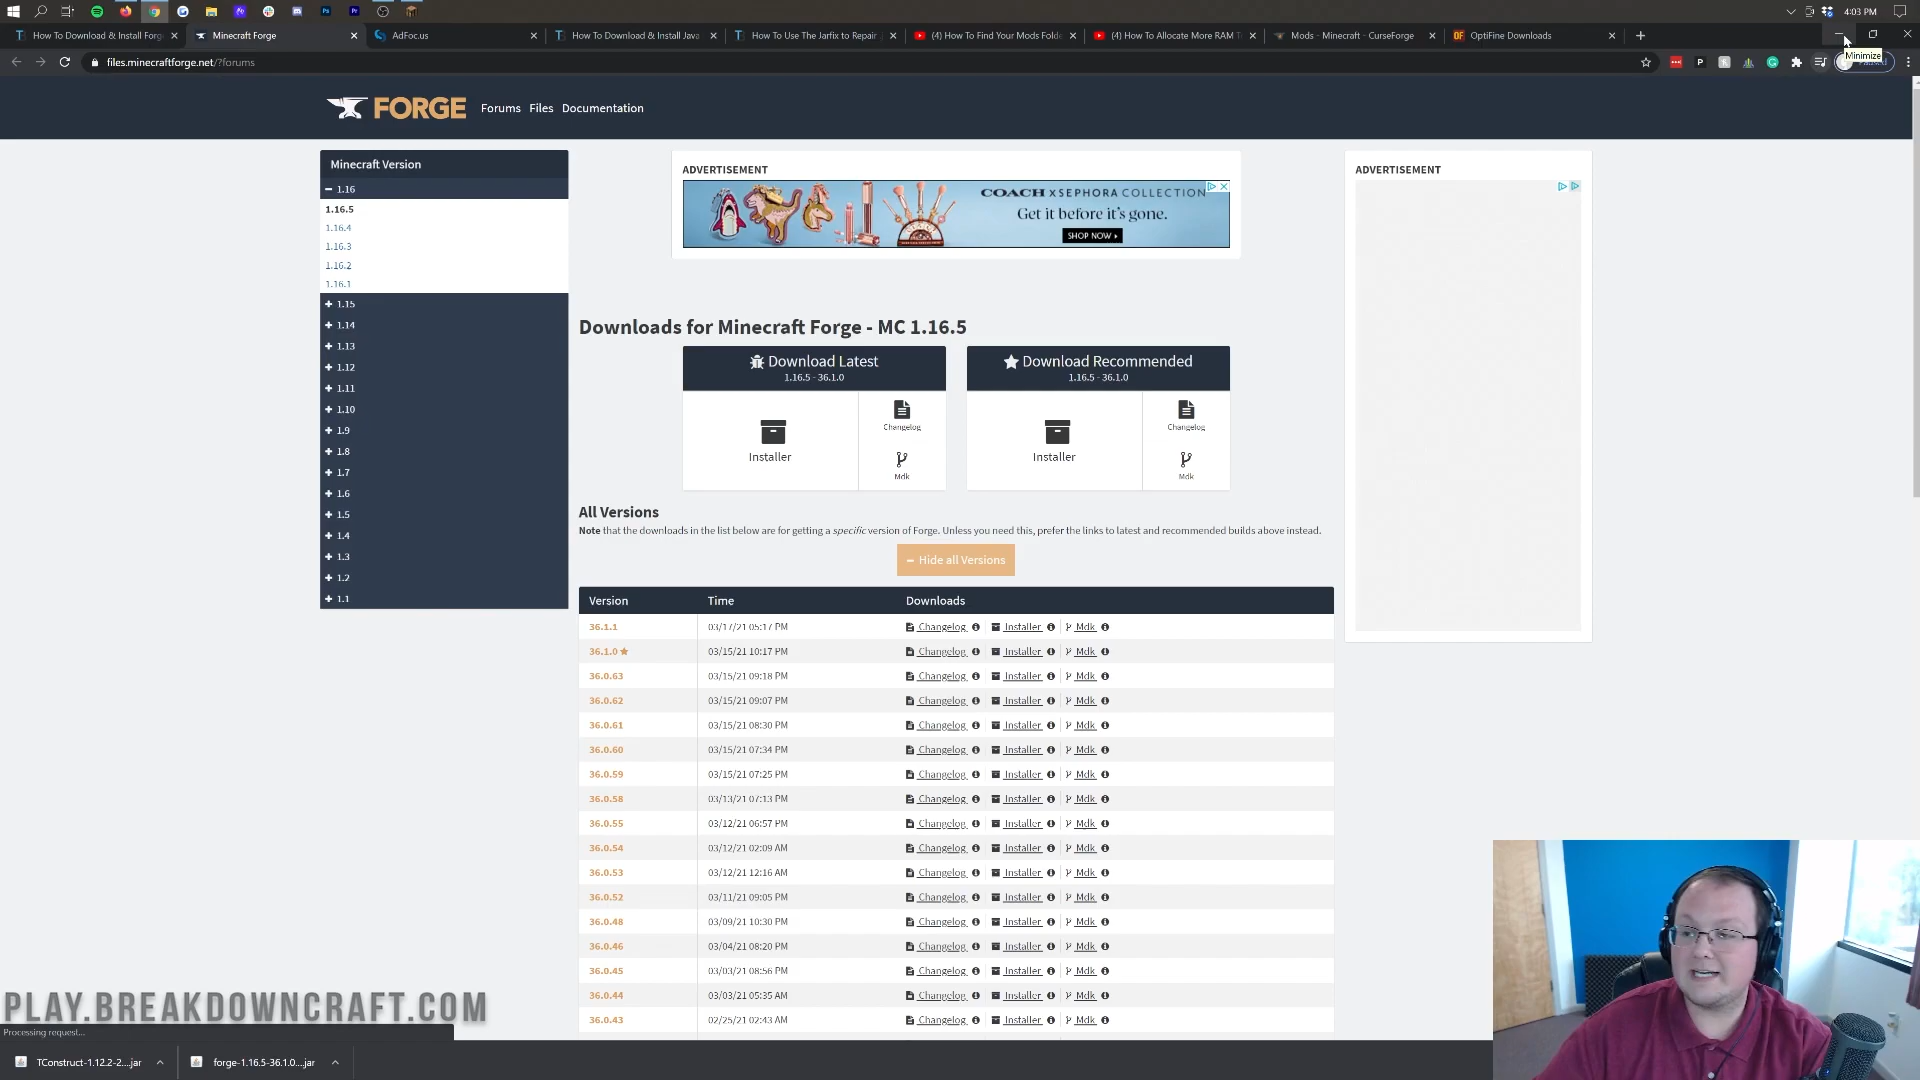 4:03 PM
How To Download & Install Forg
Minecraft Forge
AdFoc.us
How To Download & Install Java
How To Use The Jarfix to Repair
(4) How To Find Your Mods Folde
(4) How To Allocate More RAM T
Mods - Minecraft - CurseForge
OptiFine Downloads
files.minecraftforge.net/?forums
Minimize
FORGE
Forums Files Documentation
Minecraft Version
1.16
1.16.5
1.16.4
1.16.3
1.16.2
1.16.1
1.15
1.14
1.13
1.12
1.11
1.10
1.9
1.8
1.7
1.6
1.5
1.4
1.3
1.2
1.1
ADVERTISEMENT
COACH X SEPHORA COLLECTION
Get it before it's gone.
SHOP NOW
ADVERTISEMENT
Downloads for Minecraft Forge - MC 1.16.5
Download Latest
1.16.5 - 36.1.0
Installer
Changelog
Mdk
Download Recommended
1.16.5 - 36.1.0
Installer
Changelog
Mdk
All Versions
Note that the downloads in the list below are for getting a specific version of Forge. Unless you need this, prefer the links to latest and recommended builds above instead.
Hide all Versions
Version Time Downloads
36.1.1 03/17/21 05:17 PM Changelog Installer Mdk
36.1.0 03/15/21 10:17 PM Changelog Installer Mdk
36.0.63 03/15/21 09:18 PM Changelog Installer Mdk
36.0.62 03/15/21 09:07 PM Changelog Installer Mdk
36.0.61 03/15/21 08:30 PM Changelog Installer Mdk
36.0.60 03/15/21 07:34 PM Changelog Installer Mdk
36.0.59 03/15/21 07:25 PM Changelog Installer Mdk
36.0.58 03/13/21 07:13 PM Changelog Installer Mdk
36.0.55 03/12/21 06:57 PM Changelog Installer Mdk
36.0.54 03/12/21 02:09 AM Changelog Installer Mdk
36.0.53 03/12/21 12:16 AM Changelog Installer Mdk
36.0.52 03/11/21 09:05 PM Changelog Installer Mdk
36.0.48 03/09/21 10:30 PM Changelog Installer Mdk
36.0.46 03/04/21 08:20 PM Changelog Installer Mdk
36.0.45 03/03/21 08:56 PM Changelog Installer Mdk
36.0.44 03/03/21 05:35 AM Changelog Installer Mdk
36.0.43 02/25/21 02:43 AM Changelog Installer Mdk
PLAY.BREAKDOWNCRAFT.COM
Processing request...
TConstruct-1.12.2-2....jar
forge-1.16.5-36.1.0....jar